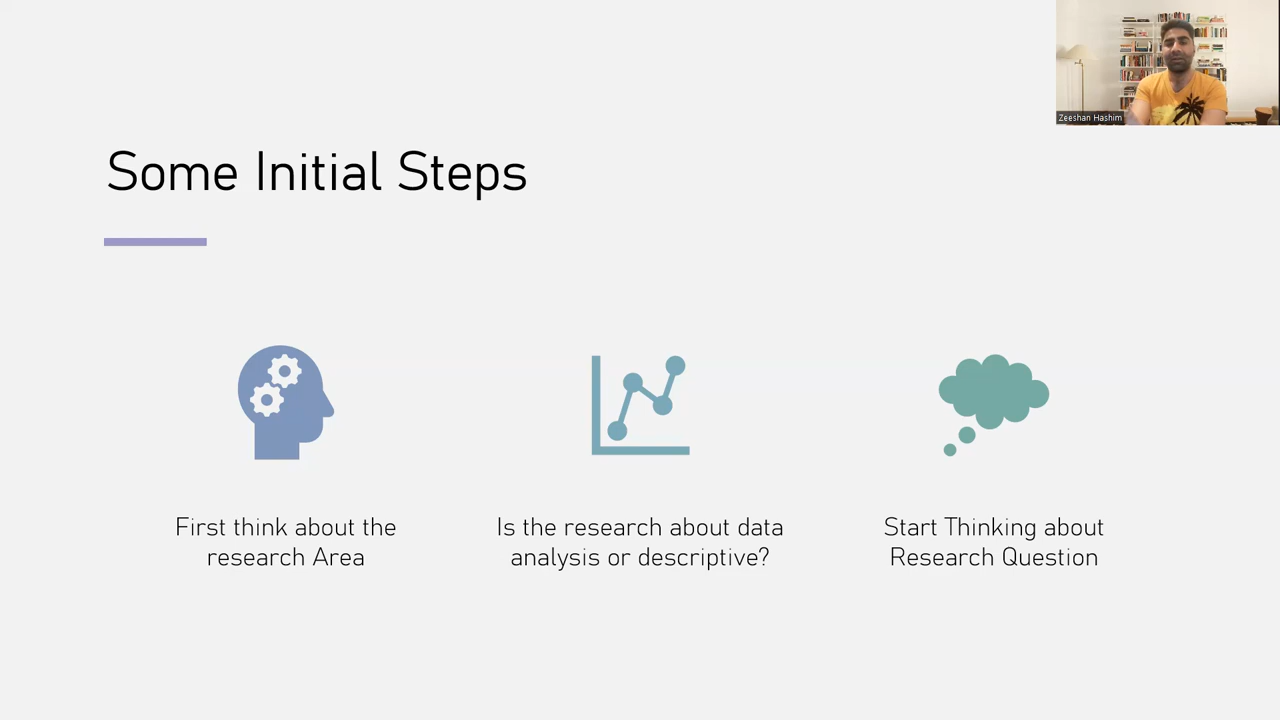 Zeeshan Hashim
Some Initial Steps
First think about the
research Area
Is the research about data
analysis or descriptive?
Start Thinking about
Research Question